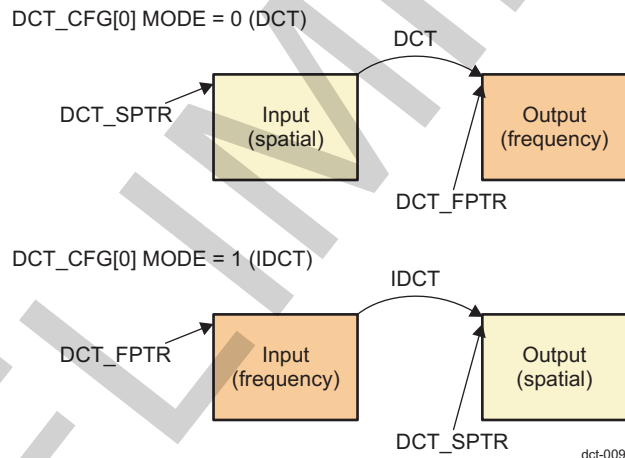 DCT_CFG[0] MODE = 0 (DCT)
DCT
DCT_SPTR
Input
(spatial)
Output
(frequency)
DCT_FPTR
DCT_CFG[0] MODE = 1 (IDCT)
IDCT
DCT_FPTR
Input
(frequency)
Output
(spatial)
DCT_SPTR
dct-009